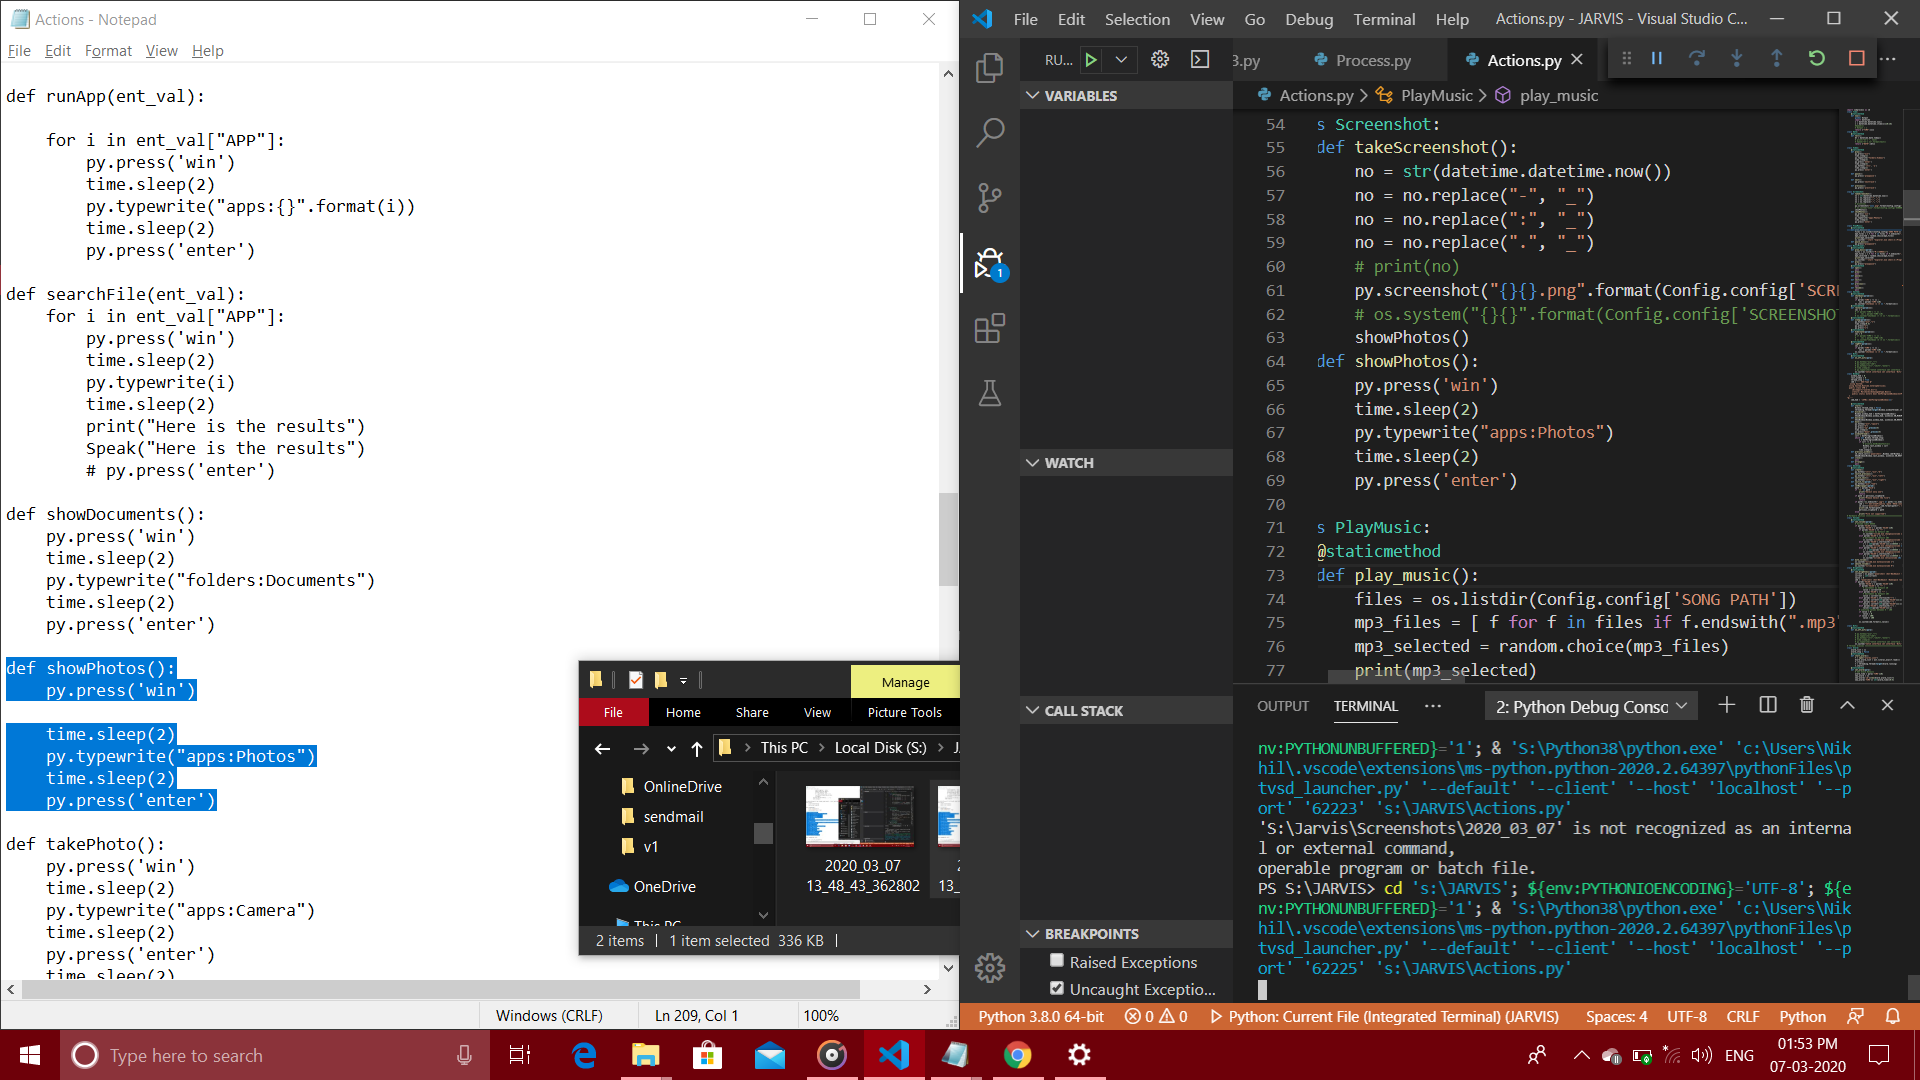 Actions - Notepad
File Edit Format View Help
def runApp(ent_val):
    for i in ent_val["APP"]:
        py.press('win')
        time.sleep(2)
        py.typewrite("apps:{}".format(i))
        time.sleep(2)
        py.press('enter')
def searchFile(ent_val):
    for i in ent_val["APP"]:
        py.press('win')
        time.sleep(2)
        py.typewrite(i)
        time.sleep(2)
        print("Here is the results")
        Speak("Here is the results")
        # py.press('enter')
def showDocuments():
    py.press('win')
    time.sleep(2)
    py.typewrite("folders:Documents")
    time.sleep(2)
    py.press('enter')
def showPhotos():
    py.press('win')
    time.sleep(2)
    py.typewrite("apps:Photos")
    time.sleep(2)
    py.press('enter')
def takePhoto():
    py.press('win')
    time.sleep(2)
    py.typewrite("apps:Camera")
    time.sleep(2)
    py.press('enter')
    time.sleep(2)
Windows (CRLF) Ln 209, Col 1 100%
Manage
File Home Share View Picture Tools
This PC > Local Disk (S:) > J
OnlineDrive
sendmail
v1
OneDrive
This PC
2020_03_07
13_48_43_362802
2
13_
2 items 1 item selected 336 KB
File Edit Selection View Go Debug Terminal Help Actions.py - JARVIS - Visual Studio C...
RU...
3.py Process.py Actions.py
VARIABLES
WATCH
CALL STACK
BREAKPOINTS
Raised Exceptions
Uncaught Exceptio...
1
Actions.py > PlayMusic > play_music
54 s Screenshot:
55 def takeScreenshot():
56     no = str(datetime.datetime.now())
57     no = no.replace("-", "_")
58     no = no.replace(":", "_")
59     no = no.replace(".", "_")
60     # print(no)
61     py.screenshot("{}{}.png".format(Config.config['SCRE
62     # os.system("{}{}".format(Config.config['SCREENSHOT
63     showPhotos()
64 def showPhotos():
65     py.press('win')
66     time.sleep(2)
67     py.typewrite("apps:Photos")
68     time.sleep(2)
69     py.press('enter')
70
71 s PlayMusic:
72 @staticmethod
73 def play_music():
74     files = os.listdir(Config.config['SONG PATH'])
75     mp3_files = [ f for f in files if f.endswith(".mp3"
76     mp3_selected = random.choice(mp3_files)
77     print(mp3_selected)
OUTPUT TERMINAL ... 2: Python Debug Consc
nv:PYTHONUNBUFFERED}='1'; & 'S:\Python38\python.exe' 'c:\Users\Nik
hil\.vscode\extensions\ms-python.python-2020.2.64397\pythonFiles\p
tvsd_launcher.py' '--default' '--client' '--host' 'localhost' '--p
ort' '62223' 's:\JARVIS\Actions.py'
'S:\Jarvis\Screenshots\2020_03_07' is not recognized as an interna
l or external command,
operable program or batch file.
PS S:\JARVIS> cd 's:\JARVIS'; ${env:PYTHONIOENCODING}='UTF-8'; ${e
nv:PYTHONUNBUFFERED}='1'; & 'S:\Python38\python.exe' 'c:\Users\Nik
hil\.vscode\extensions\ms-python.python-2020.2.64397\pythonFiles\p
tvsd_launcher.py' '--default' '--client' '--host' 'localhost' '--p
ort' '62225' 's:\JARVIS\Actions.py'
Python 3.8.0 64-bit 0 0 Python: Current File (Integrated Terminal) (JARVIS) Spaces: 4 UTF-8 CRLF Python
Type here to search
ENG
01:53 PM
07-03-2020